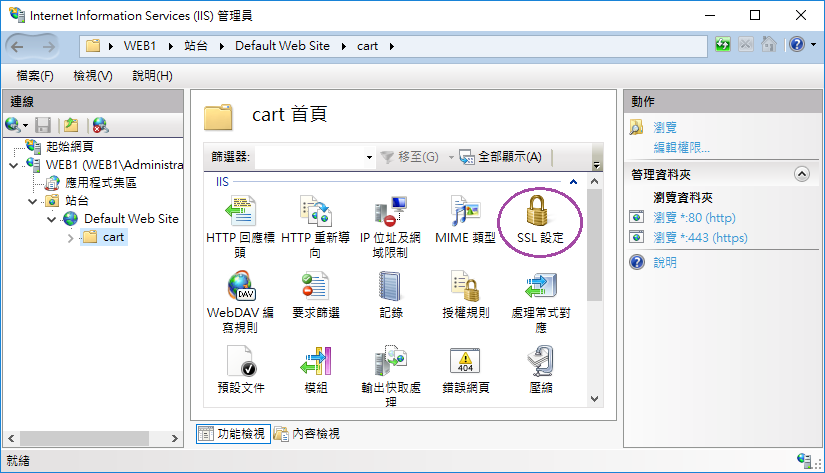 Internet Information Services (IIS) 管理員
WEB1 ▸ 站台 ▸ Default Web Site ▸ cart ▸
檔案(F) 檢視(V) 說明(H)
連線
起始網頁
WEB1 (WEB1\Administra
應用程式集區
站台
Default Web Site
cart
cart 首頁
篩選器: 移至(G) 全部顯示(A)
IIS
HTTP 回應標
頭
HTTP 重新導
向
IP 位址及網
域限制
MIME 類型
SSL 設定
DAV
WebDAV 編
寫規則
要求篩選
記錄
授權規則
處理常式對
應
預設文件
模組
輸出快取處
理
404
錯誤網頁
壓縮
功能檢視 內容檢視
動作
瀏覽
編輯權限...
管理資料夾
瀏覽資料夾
瀏覽 *:80 (http)
瀏覽 *:443 (https)
說明
就緒